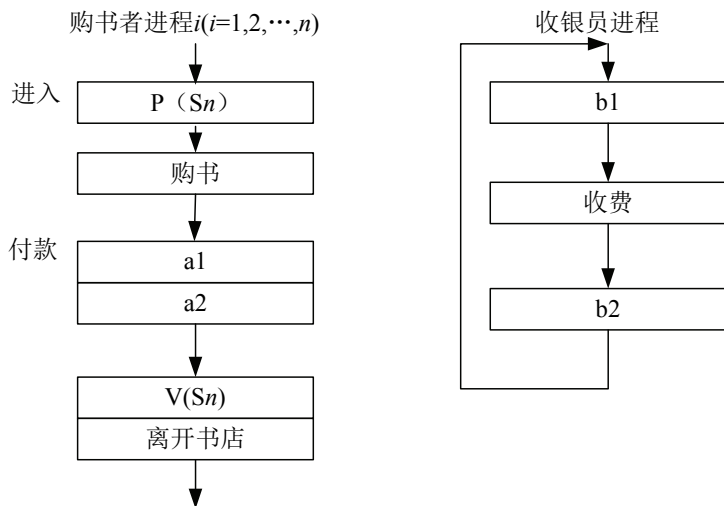 购书者进程i(i=1,2,…,n)
进入
P（Sn）
购书
付款
a1
a2
V(Sn)
离开书店
收银员进程
b1
收费
b2